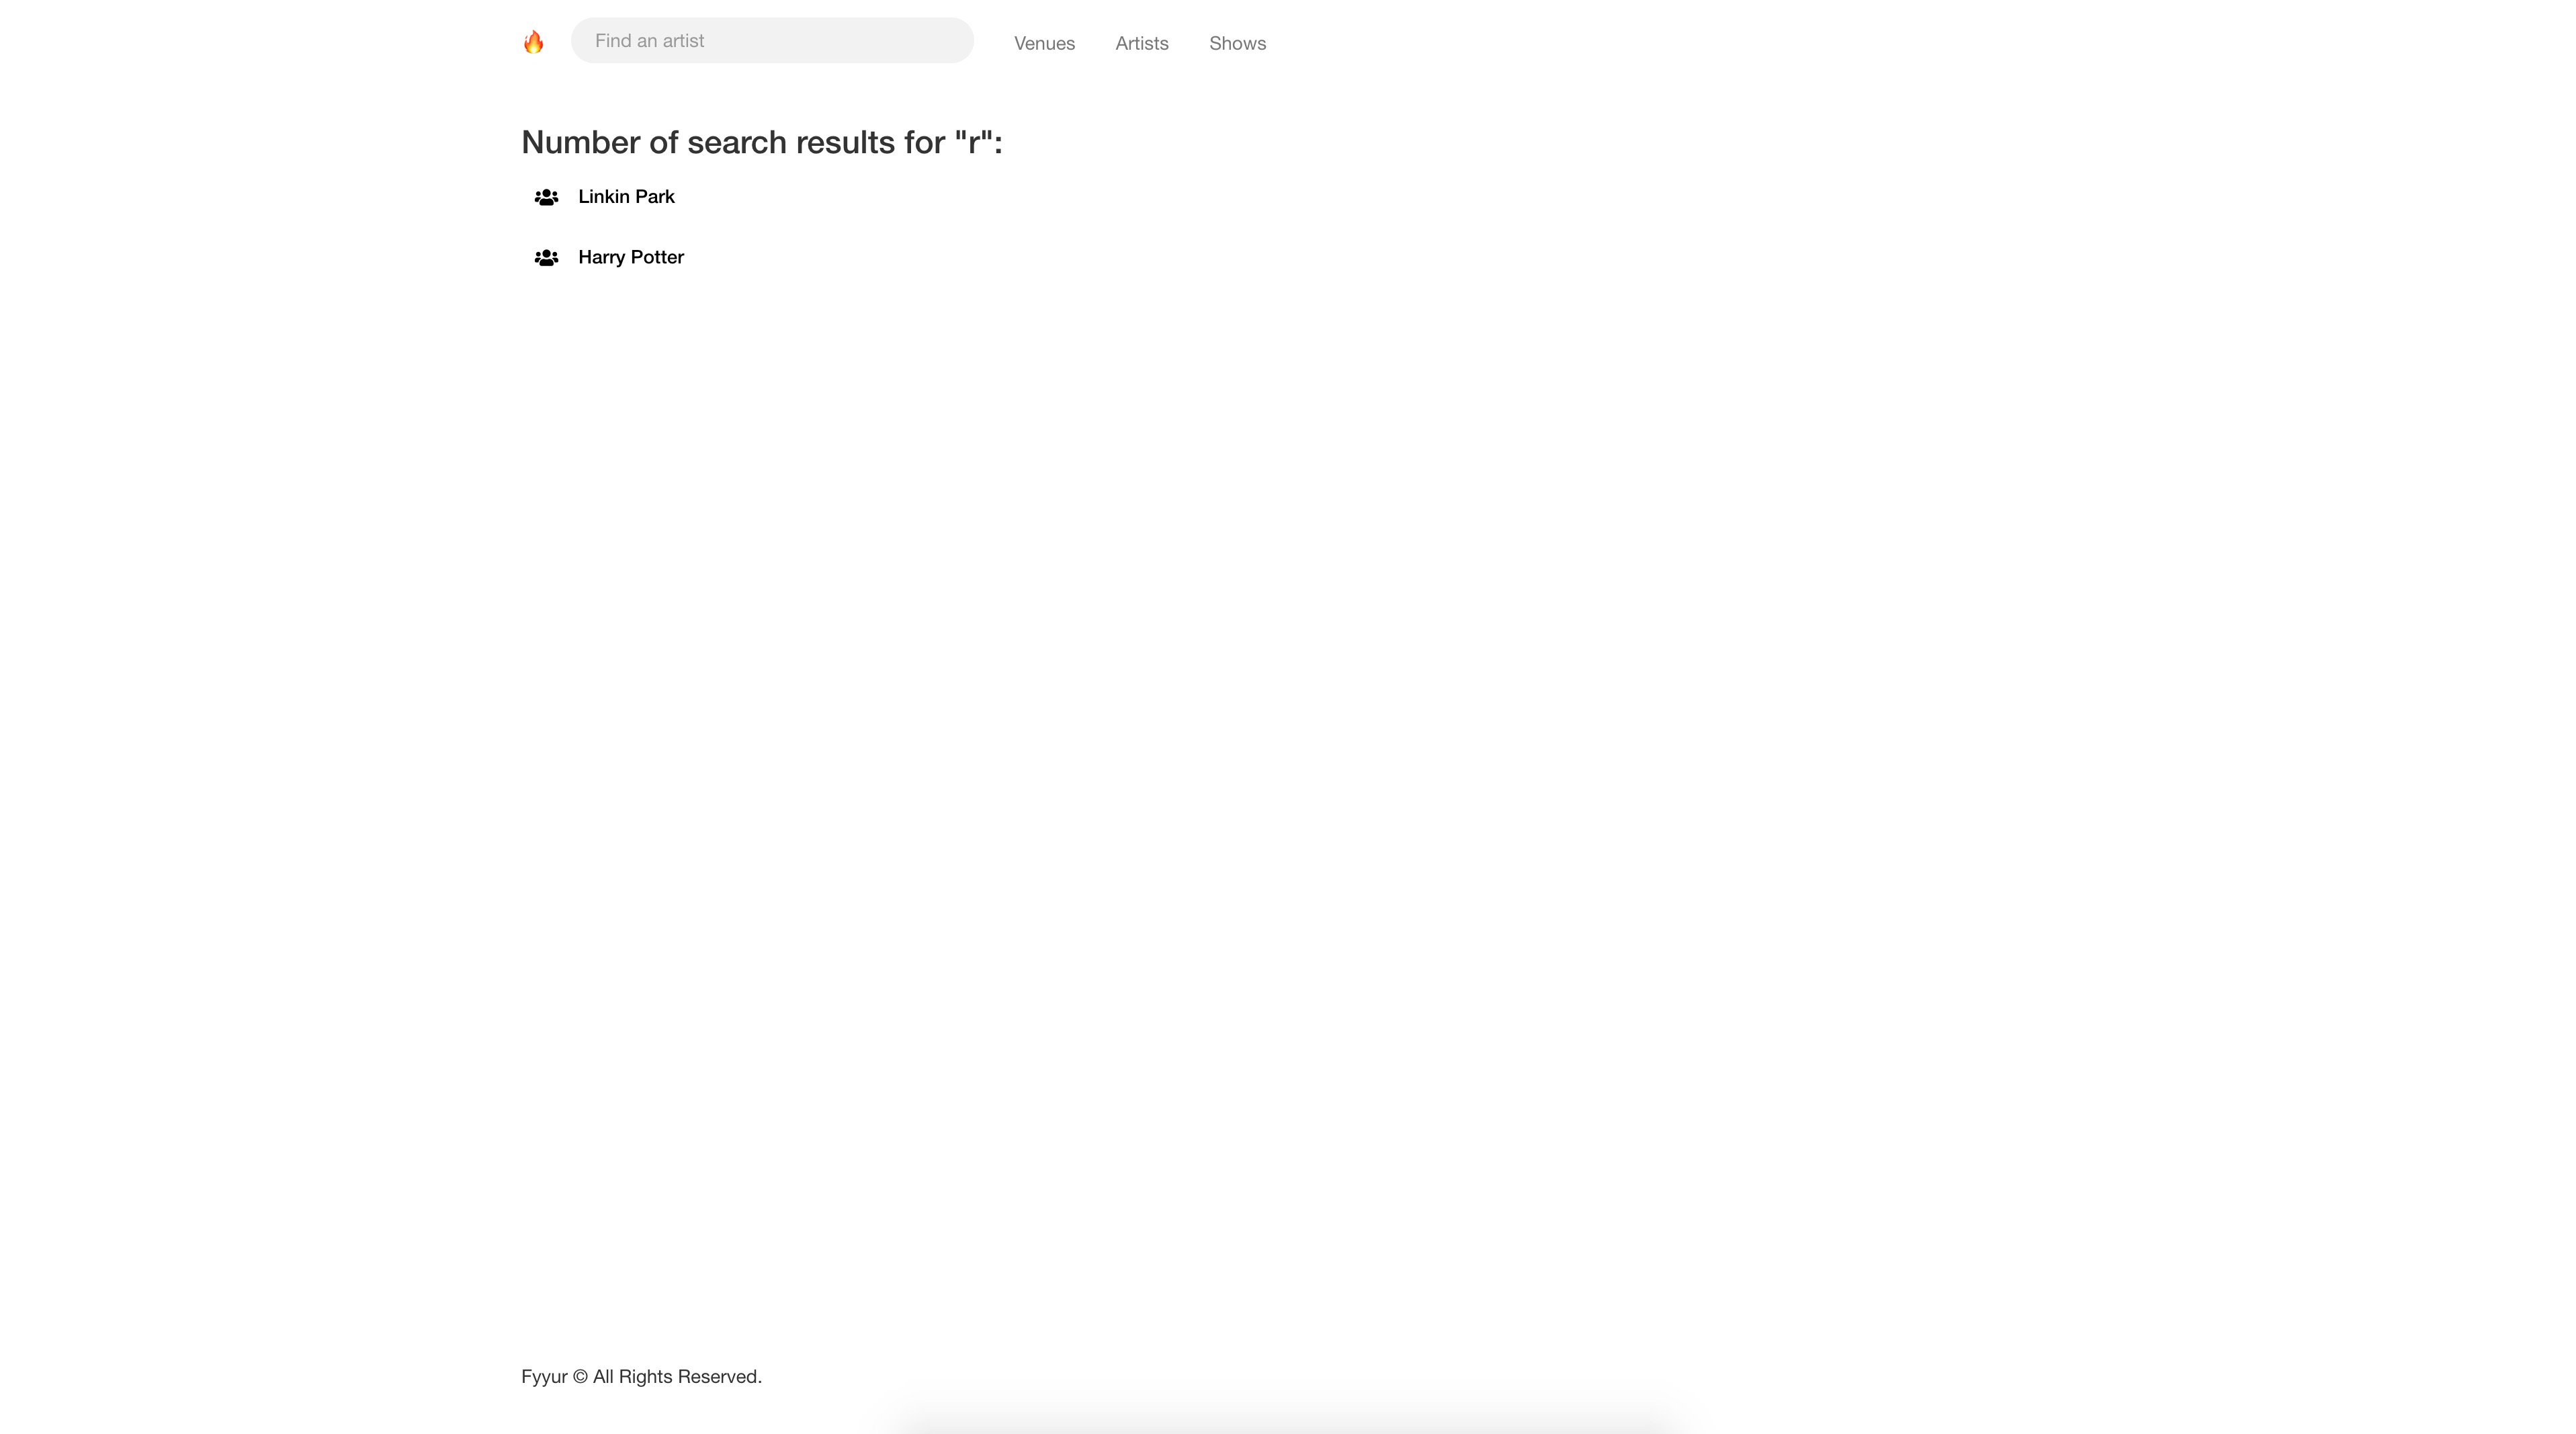 Find an artist
Venues Artists Shows
Number of search results for "r":
Linkin Park
Harry Potter
Fyyur © All Rights Reserved.